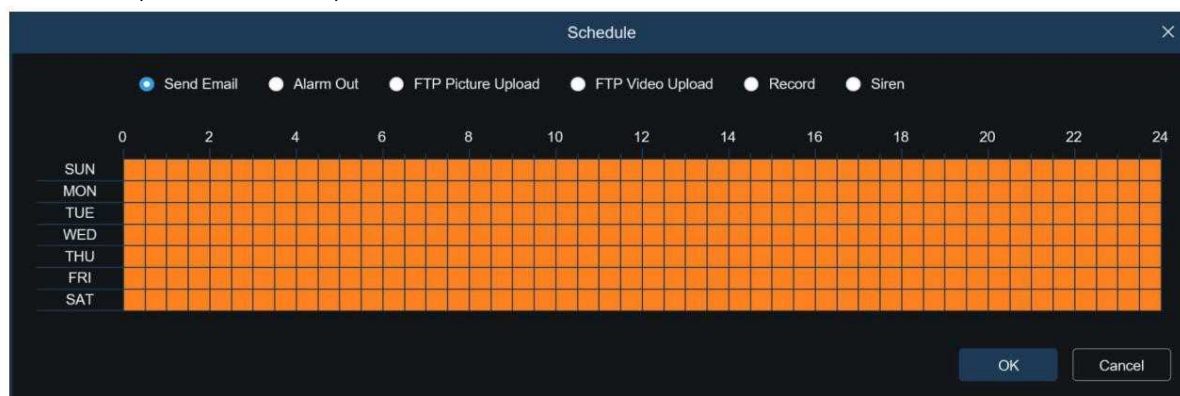 Schedule
Send Email Alarm Out FTP Picture Upload FTP Video Upload Record Siren
0 2 4 6 8 10 12 14 16 18 20 22 24
SUN
MON
TUE
WED
THU
FRI
SAT
OK Cancel